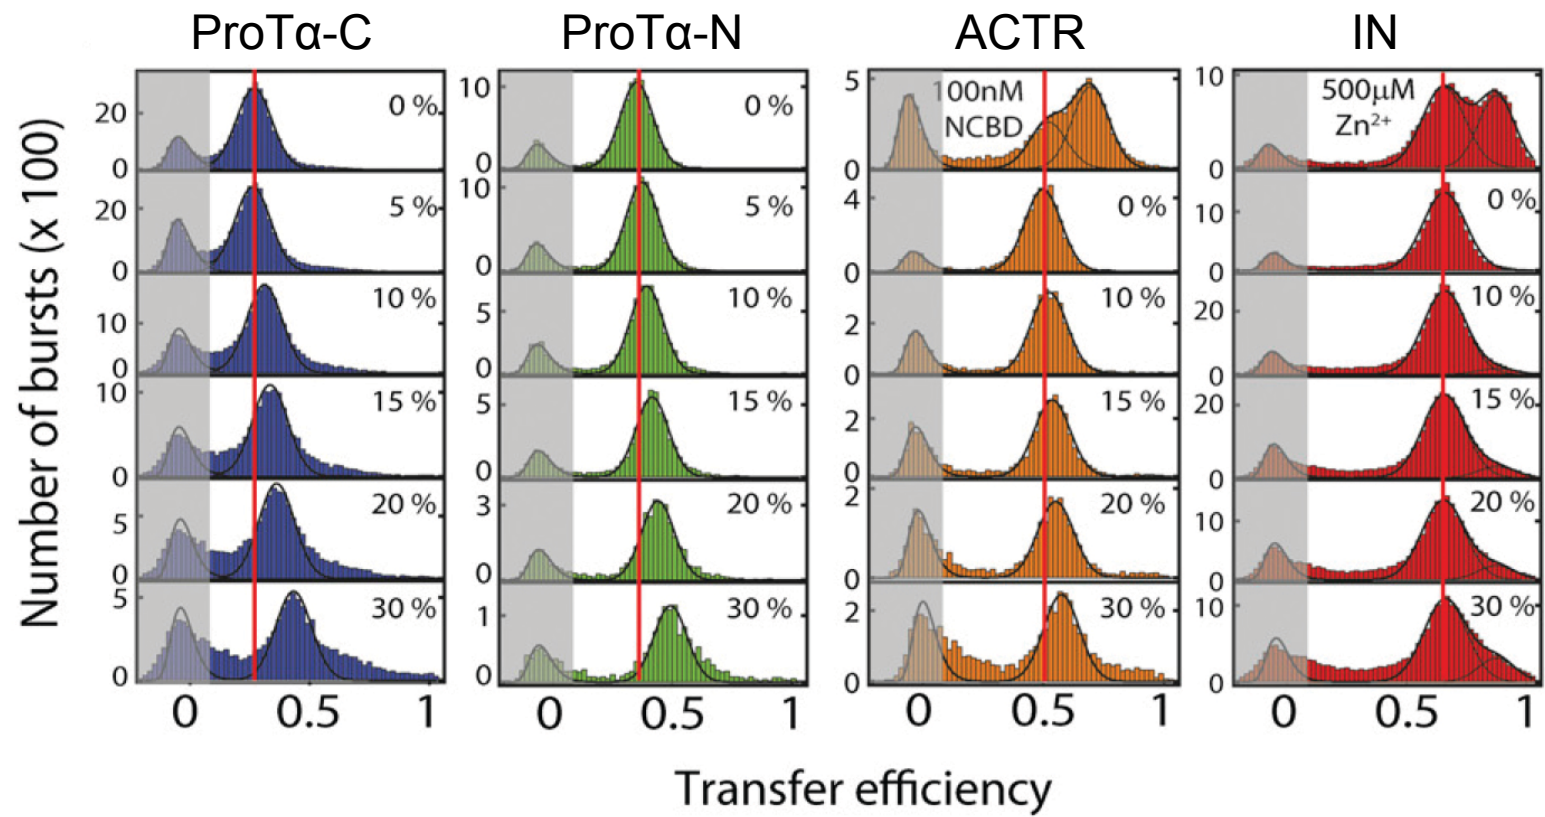 ProTα-C ProTα-N ACTR IN
Number of bursts (x 100)
20 0 % 10 0 % 5 100nM 10 500µM
NCBD Zn²⁺
0 0 0 0
20 5 % 10 5 % 4 0 % 10 0 %
0 0 0 0
10 10 % 5 10 % 2 10 % 20 10 %
0 0 0 0
10 15 % 5 15 % 2 15 % 20 15 %
0 0 0 0
5 20 % 3 20 % 2 20 % 10 20 %
0 0 0 0
5 30 % 1 30 % 2 30 % 10 30 %
0 0 0 0
0 0.5 1 0 0.5 1 0 0.5 1 0 0.5 1
Transfer efficiency